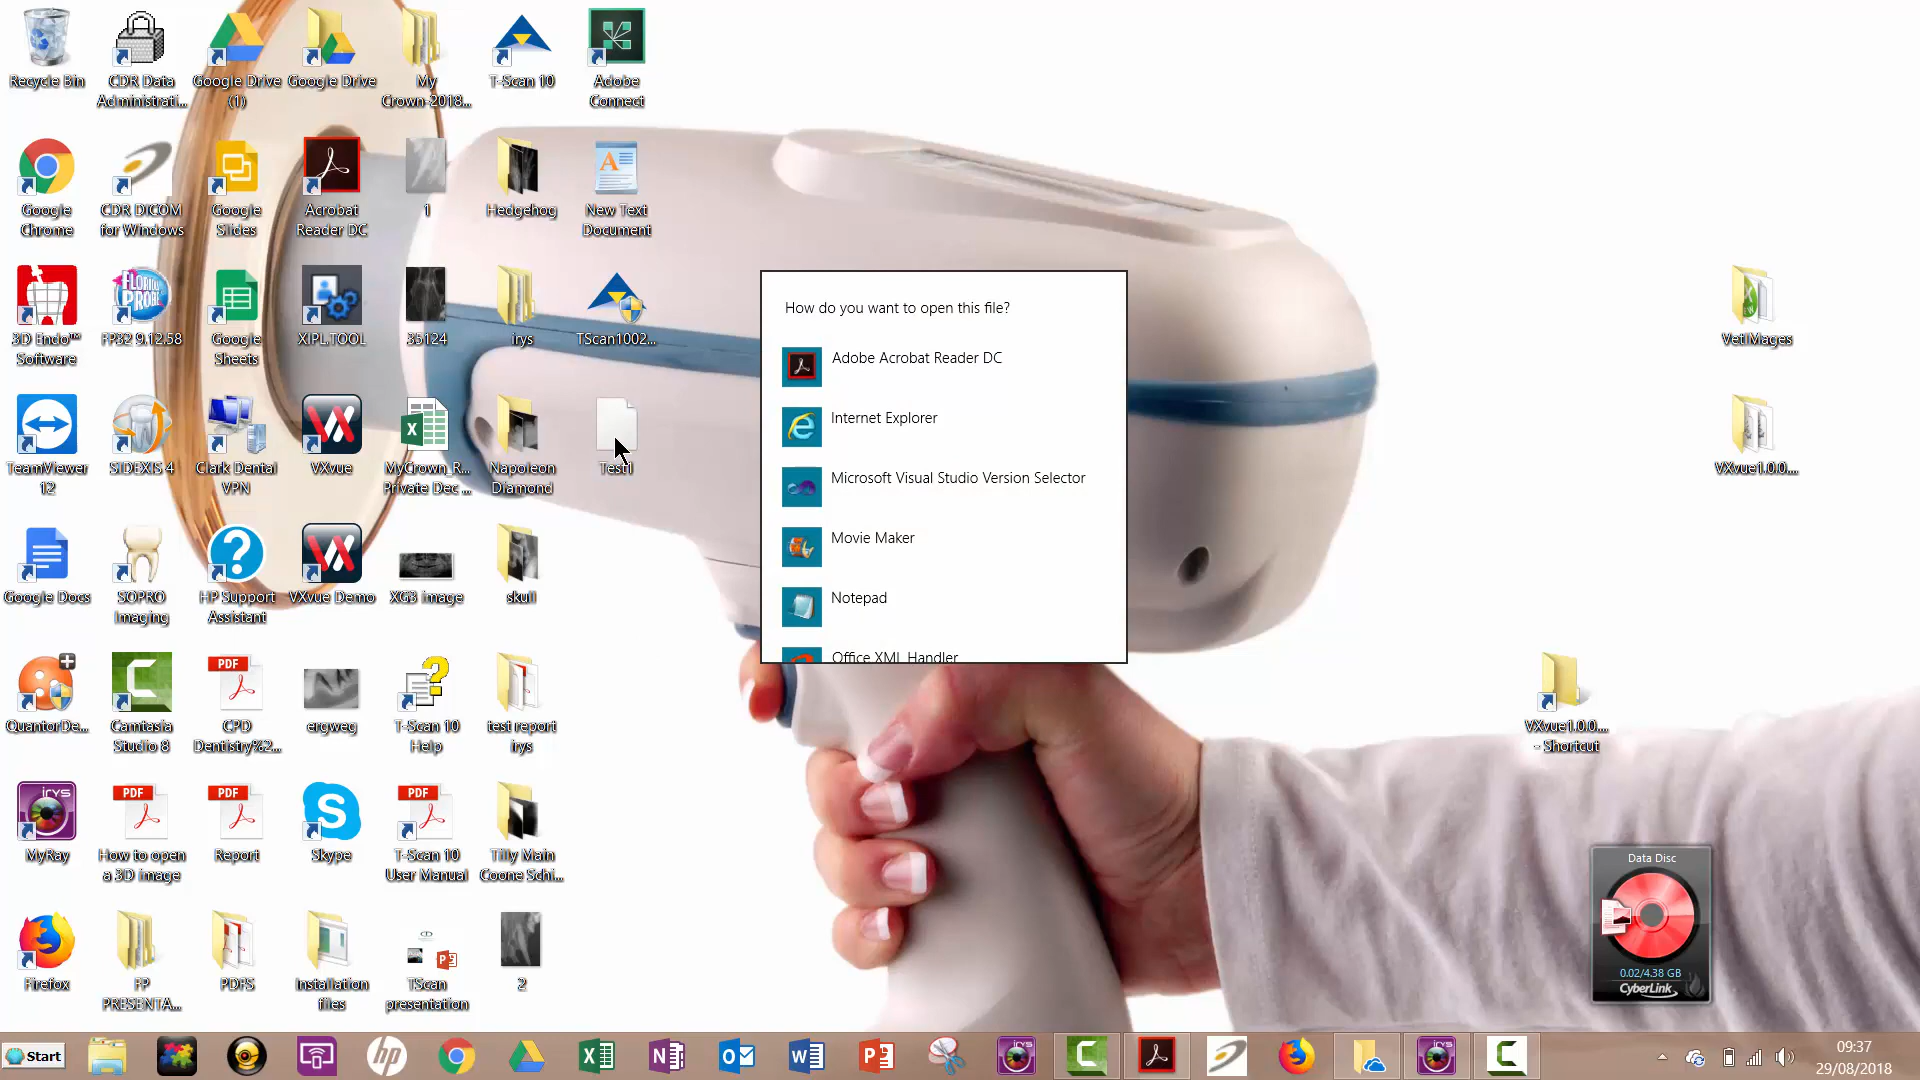 Recycle Bin
CDR Data
Administrati...
Google Drive
(1)
Google Drive
My
Crown-2018...
T-Scan 10
Adobe
Connect
Google
Chrome
CDR DICOM
for Windows
Google
Slides
Acrobat
Reader DC
1
Hedgehog
New Text
Document
3D Endo™
Software
FP32 9.12.58
Google
Sheets
XIPL.TOOL
35124
irys
TScan1002...
TeamViewer
12
SIDEXIS 4
Clark Dental
VPN
VXvue
MyCrown_R...
Private Dec ...
Napoleon
Diamond
Test1
Google Docs
SOPRO
Imaging
HP Support
Assistant
VXvue Demo
XG3 image
skull
QuantorDe...
Camtasia
Studio 8
PDF
CPD
Dentistry%2...
ergweg
T-Scan 10
Help
test report
irys
irys
MyRay
PDF
How to open
a 3D image
PDF
Report
Skype
PDF
T-Scan 10
User Manual
Tilly Main
Coone Schi...
Firefox
FP
PRESENTA...
PDFS
Installation
files
TScan
presentation
2
How do you want to open this file?
Adobe Acrobat Reader DC
Internet Explorer
Microsoft Visual Studio Version Selector
Movie Maker
Notepad
Office XML Handler
Vet IMages
VXvue1.0.0....
VXvue1.0.0....
- Shortcut
Data Disc
0.02/4.38 GB
CyberLink
Start
09:37
29/08/2018